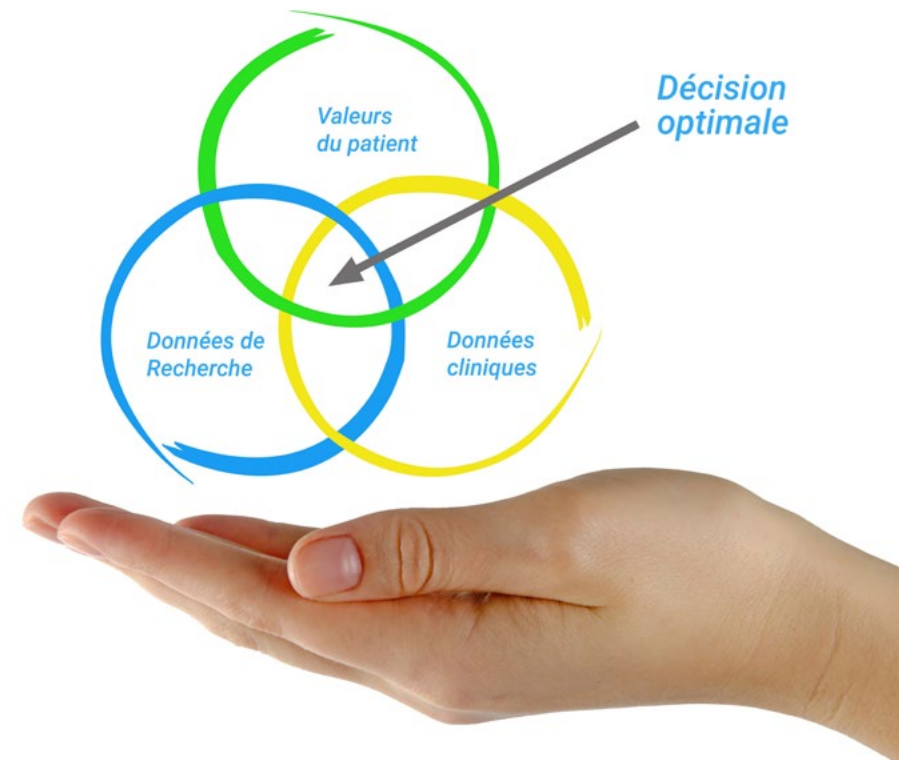 Valeurs
du patient
Décision
optimale
Données de
Recherche
Données
cliniques